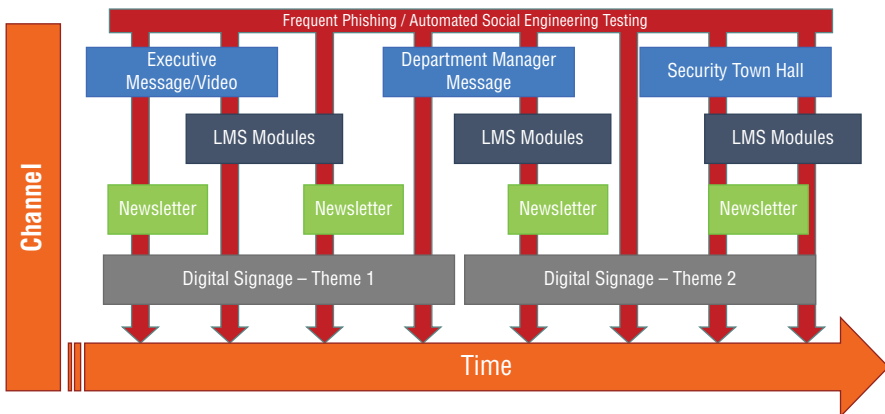 Frequent Phishing / Automated Social Engineering Testing
Executive
Message/Video
Department Manager
Message
Security Town Hall
LMS Modules
LMS Modules
LMS Modules
Channel
Newsletter
Newsletter
Newsletter
Newsletter
Digital Signage – Theme 1
Digital Signage – Theme 2
Time